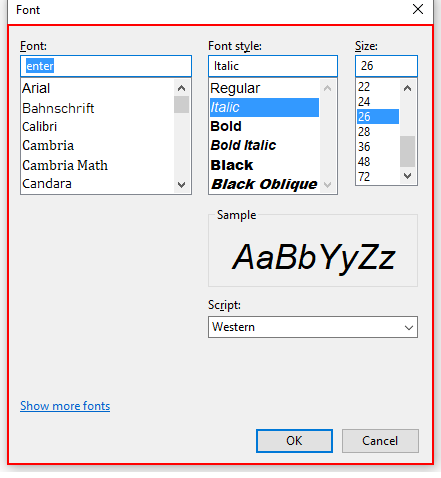 Font
Font: Font style: Size:
enter Italic 26
Arial
Bahnschrift
Calibri
Cambria
Cambria Math
Candara
Regular
Italic
Bold
Bold Italic
Black
Black Oblique
22
24
26
28
36
48
72
Sample
AaBbYyZz
Script:
Western
Show more fonts
OK Cancel